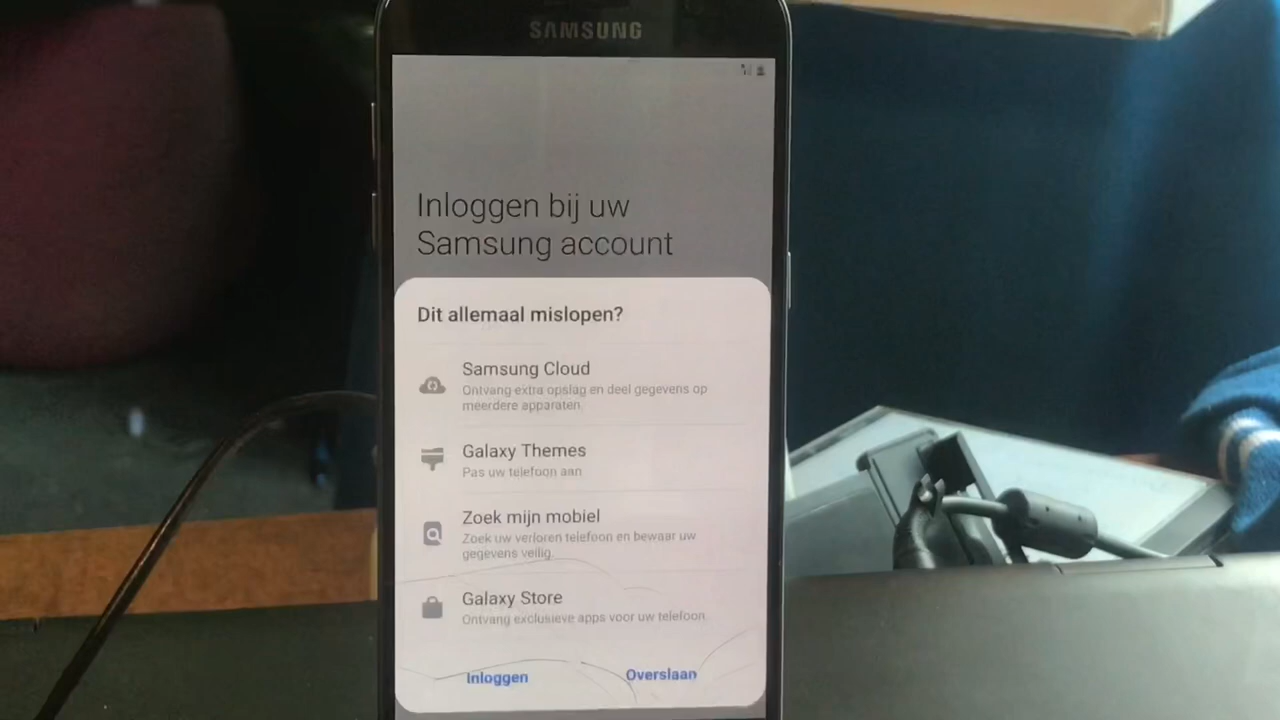 SAMSUNG
Inloggen bij uw
Samsung account
Dit allemaal mislopen?
Samsung Cloud
Ontvang extra opslag en deel gegevens op
meerdere apparaten.
Galaxy Themes
Pas uw telefoon aan
Zoek mijn mobiel
Zoek uw verloren telefoon en bewaar uw
gegevens veilig.
Galaxy Store
Ontvang exclusieve apps voor uw telefoon
Inloggen
Overslaan